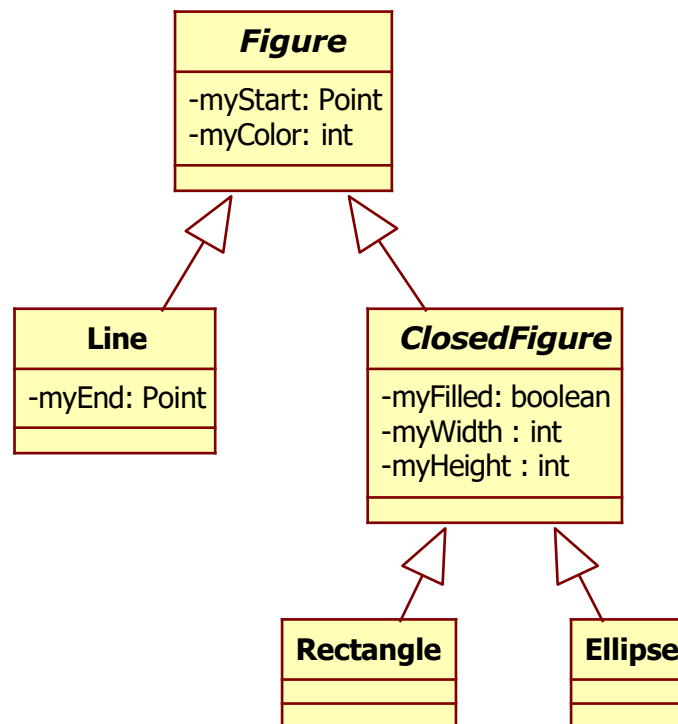 Figure
-myStart: Point
-myColor: int
Line
-myEnd: Point
ClosedFigure
-myFilled: boolean
-myWidth : int
-myHeight : int
Rectangle
Ellipse